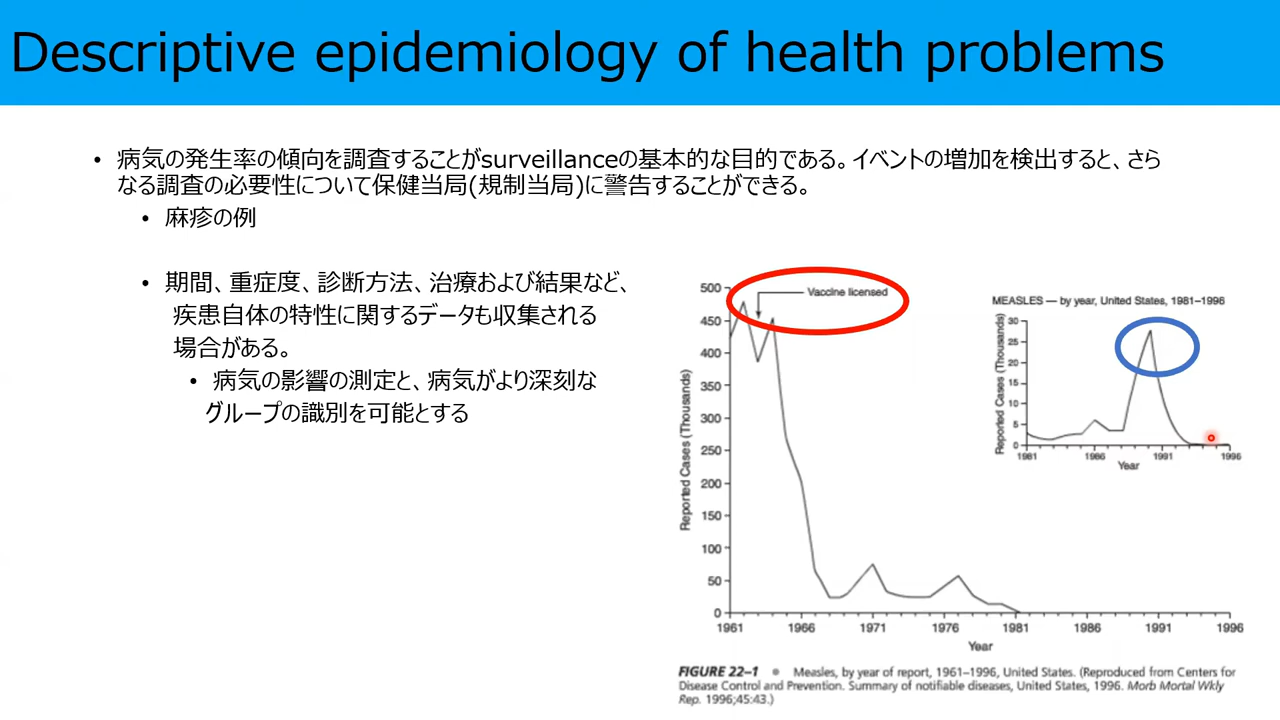 Descriptive epidemiology of health problems
• 病気の発生率の傾向を調査することがsurveillanceの基本的な目的である。イベントの増加を検出すると、さら
なる調査の必要性について保健当局(規制当局)に警告することができる。
• 麻疹の例
• 期間、重症度、診断方法、治療および結果など、
疾患自体の特性に関するデータも収集される
場合がある。
• 病気の影響の測定と、病気がより深刻な
グループの識別を可能とする
500
450
400
350
300
250
200
150
100
50
0
Reported Cases (Thousands)
Vaccine licensed
1961 1966 1971 1976 1981 1986 1991 1996
Year
MEASLES — by year, United States, 1981–1996
30
25
20
15
10
5
0
Reported Cases (Thousands)
1981 1986 1991 1996
Year
FIGURE 22–1 • Measles, by year of report, 1961–1996, United States. (Reproduced from Centers for
Disease Control and Prevention. Summary of notifiable diseases, United States, 1996. Morb Mortal Wkly
Rep. 1996;45:43.)